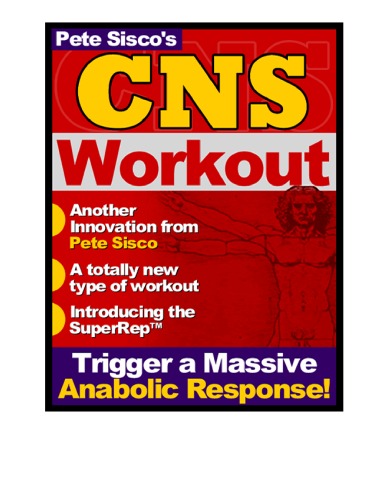 Pete Sisco's
CNS
Workout
Another
Innovation from
Pete Sisco
A totally new
type of workout
Introducing the
SuperRep™
Trigger a Massive
Anabolic Response!